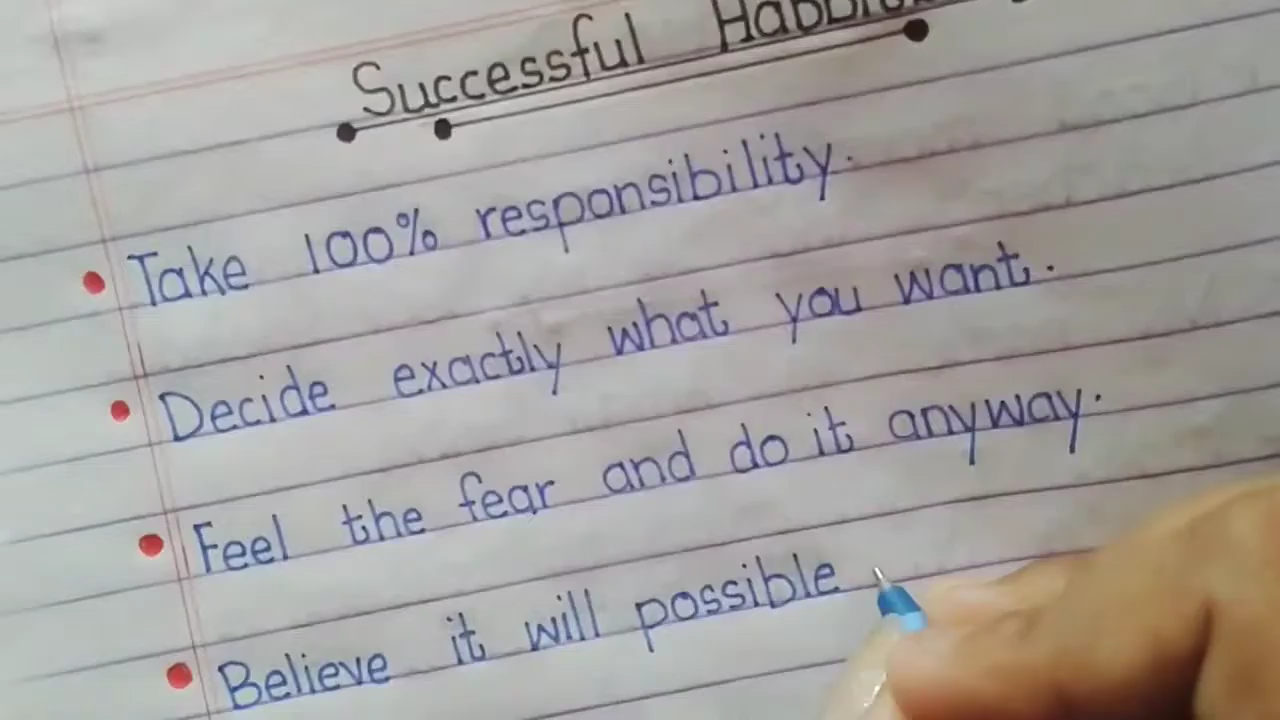 Successful
Take 100% responsibility.
Decide exactly what you want.
Feel the fear and do it anyway.
Believe it will possible